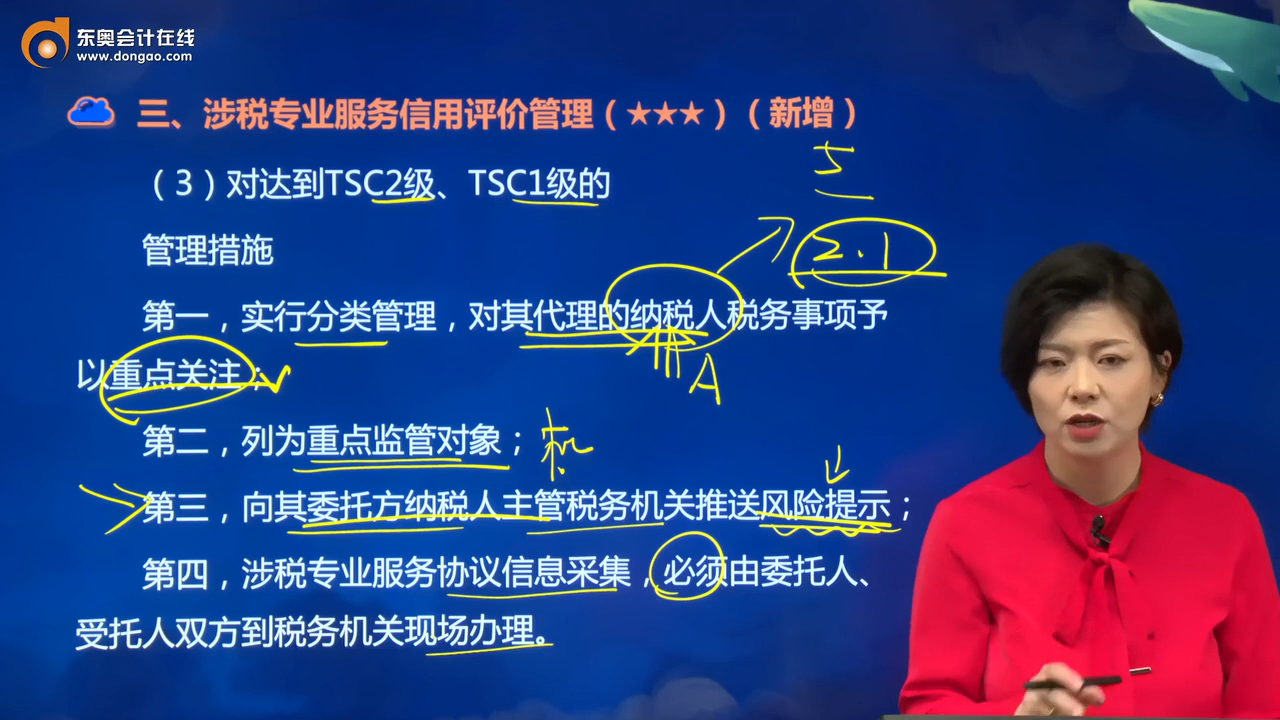 东奥会计在线
www.dongao.com
三、涉税专业服务信用评价管理（★★★）（新增）
（3）对达到TSC2级、TSC1级的
管理措施
第一，实行分类管理，对其代理的纳税人税务事项予
以重点关注；
第二，列为重点监管对象；
第三，向其委托方纳税人主管税务机关推送风险提示；
第四，涉税专业服务协议信息采集，必须由委托人、
受托人双方到税务机关现场办理。
5
2.1
A
机